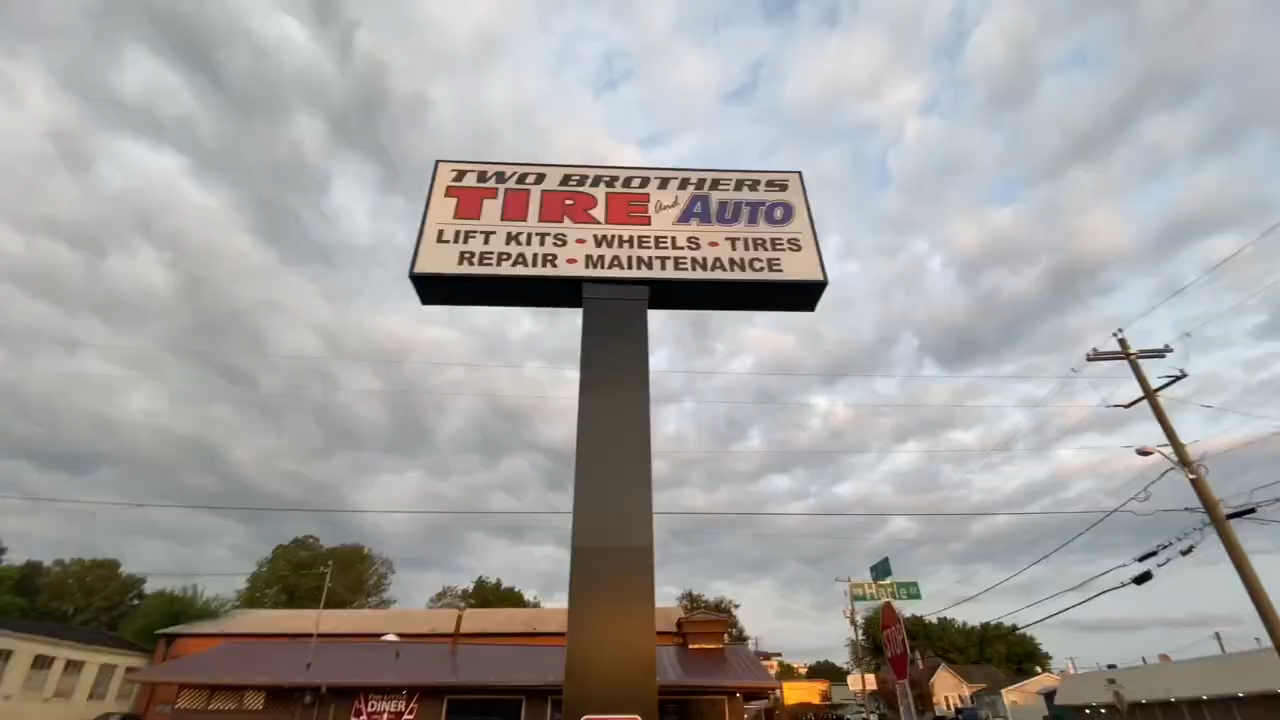 TWO BROTHERS
TIRE and AUTO
LIFT KITS • WHEELS • TIRES
REPAIR • MAINTENANCE
Harle
STOP
DINER